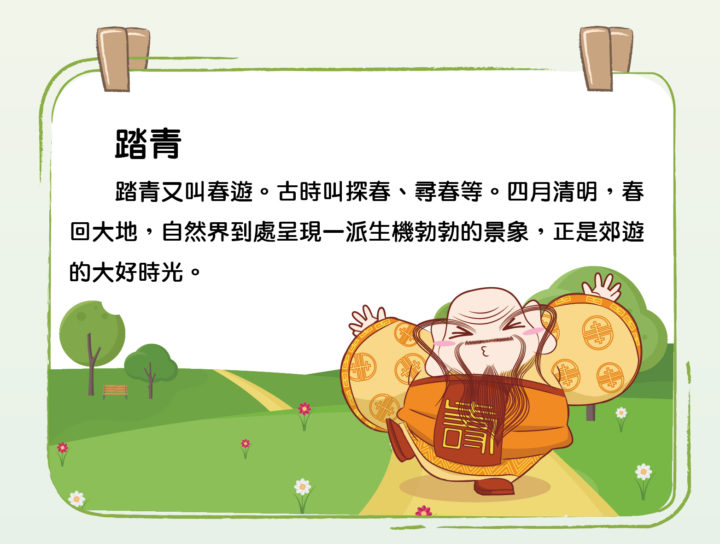 踏青
踏青又叫春遊。古時叫探春、尋春等。四月清明，春
回大地，自然界到處呈現一派生機勃勃的景象，正是郊遊
的大好時光。